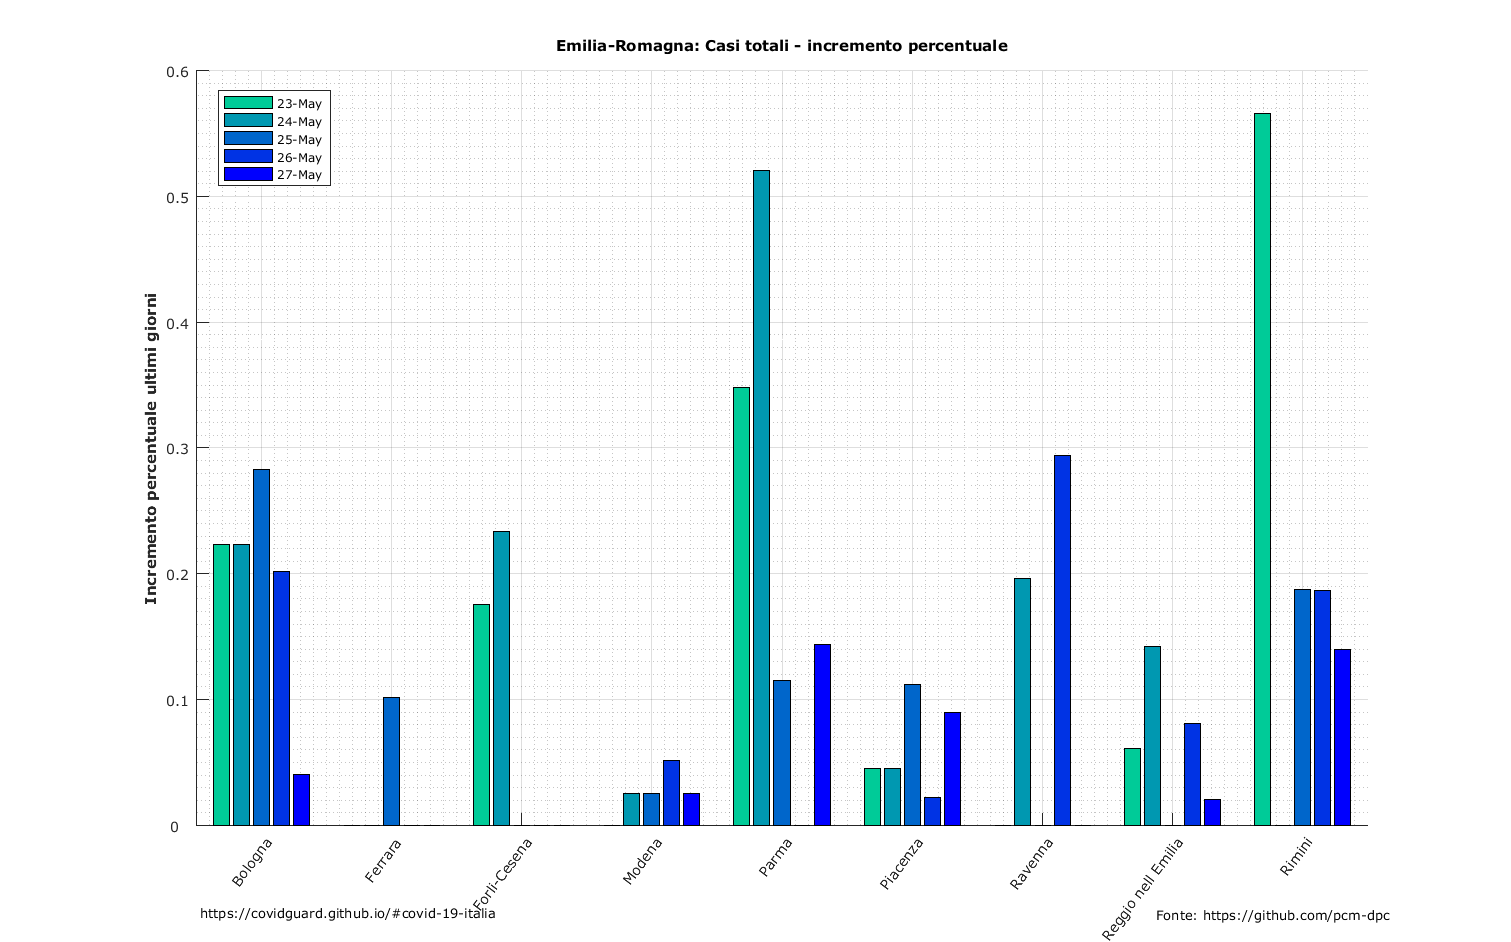 Emilia-Romagna: Casi totali - incremento percentuale
Incremento percentuale ultimi giorni
0.6
0.5
0.4
0.3
0.2
0.1
0
23-May
24-May
25-May
26-May
27-May
Bologna
Ferrara
Forlì-Cesena
Modena
Parma
Piacenza
Ravenna
Reggio nell Emilia
Rimini
https://covidguard.github.io/#covid-19-italia
Fonte: https://github.com/pcm-dpc